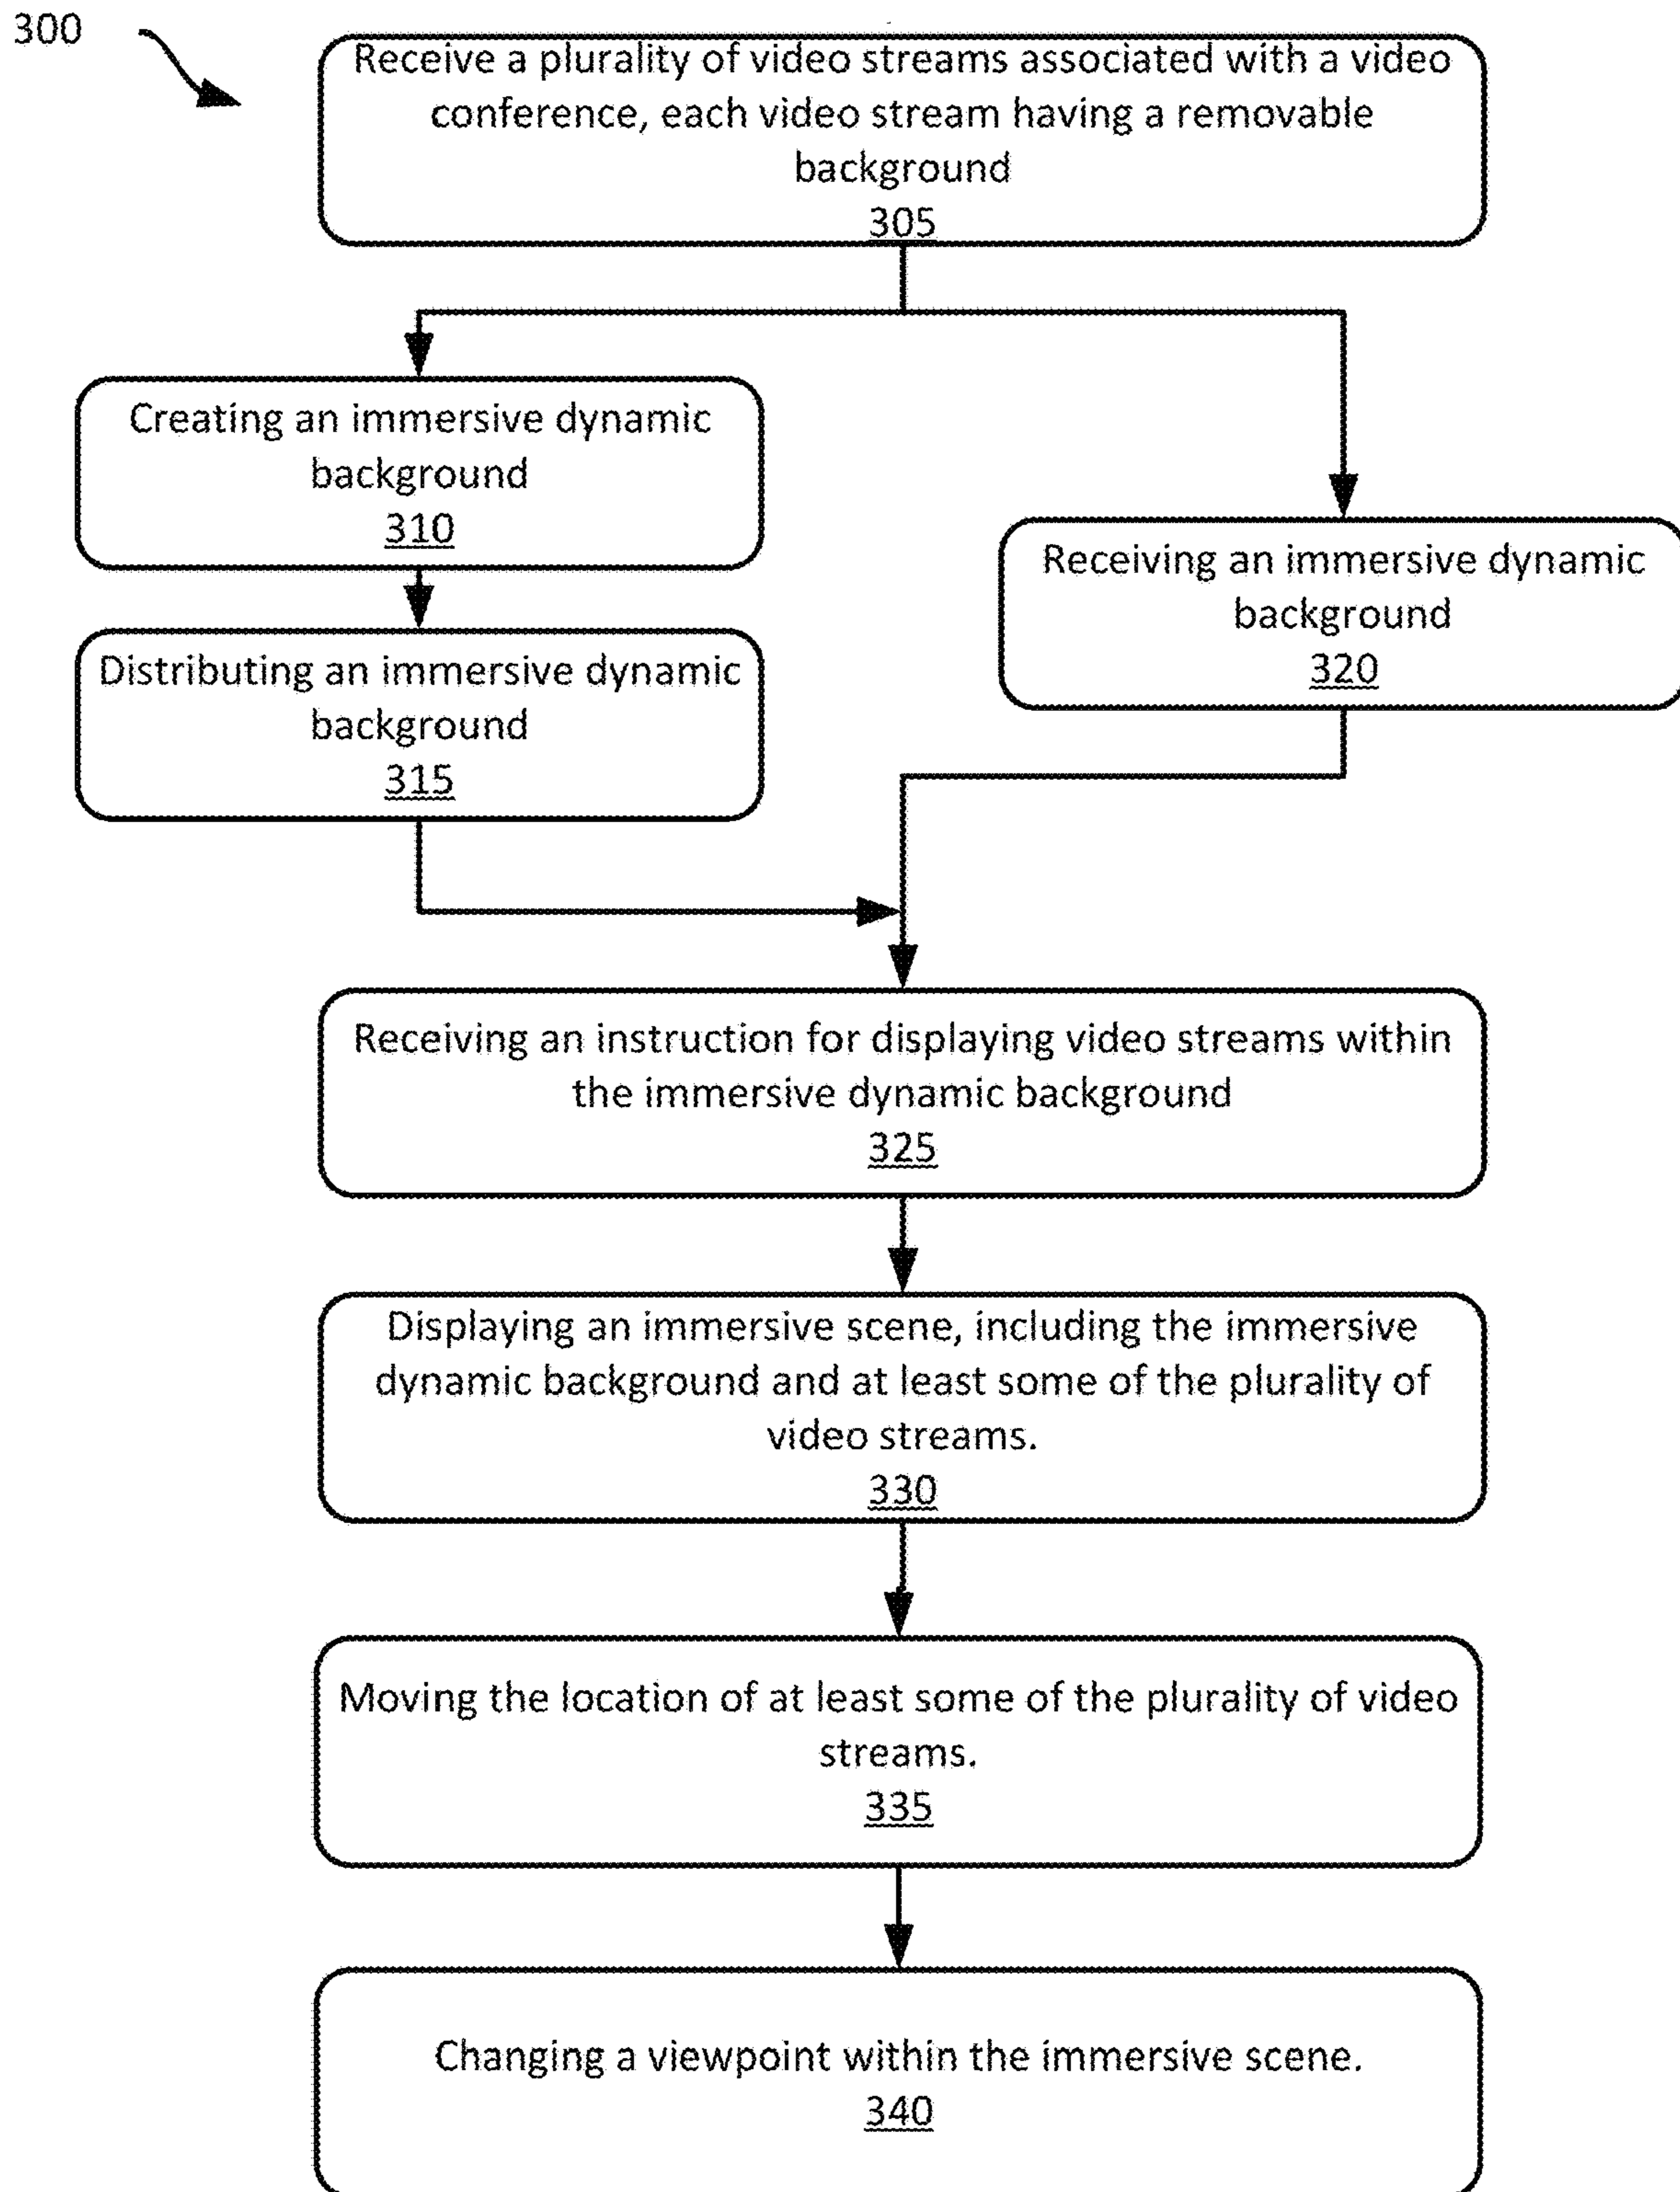 300
Receive a plurality of video streams associated with a video
conference, each video stream having a removable
background
305
Creating an immersive dynamic
background
310
Distributing an immersive dynamic
background
315
Receiving an immersive dynamic
background
320
Receiving an instruction for displaying video streams within
the immersive dynamic background
325
Displaying an immersive scene, including the immersive
dynamic background and at least some of the plurality of
video streams.
330
Moving the location of at least some of the plurality of video
streams.
335
Changing a viewpoint within the immersive scene.
340